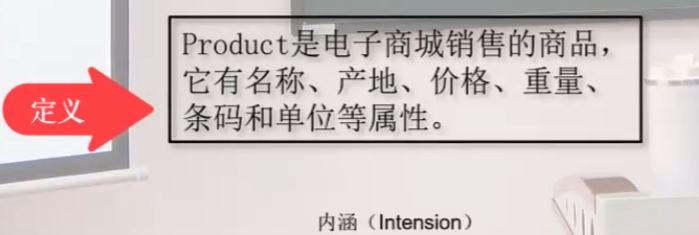 Product是电子商城销售的商品，
它有名称、产地、价格、重量、
条码和单位等属性。
定义
内涵（Intension）